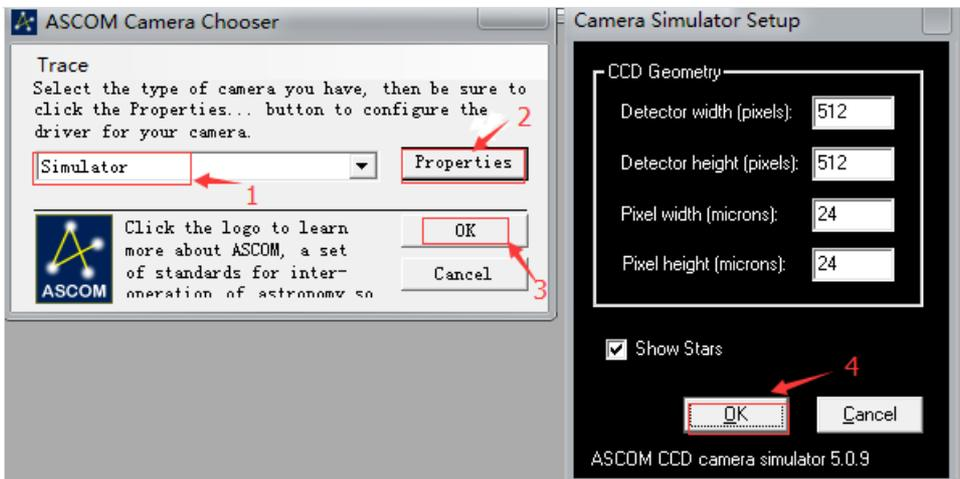 ASCOM Camera Chooser
Trace
Select the type of camera you have, then be sure to
click the Properties... button to configure the
driver for your camera.
2
Simulator
Properties
1
Click the logo to learn
more about ASCOM, a set
of standards for inter-
operation of astronomy so
ASCOM
OK
Cancel
3
Camera Simulator Setup
CCD Geometry
Detector width (pixels): 512
Detector height (pixels): 512
Pixel width (microns): 24
Pixel height (microns): 24
Show Stars
4
OK
Cancel
ASCOM CCD camera simulator 5.0.9